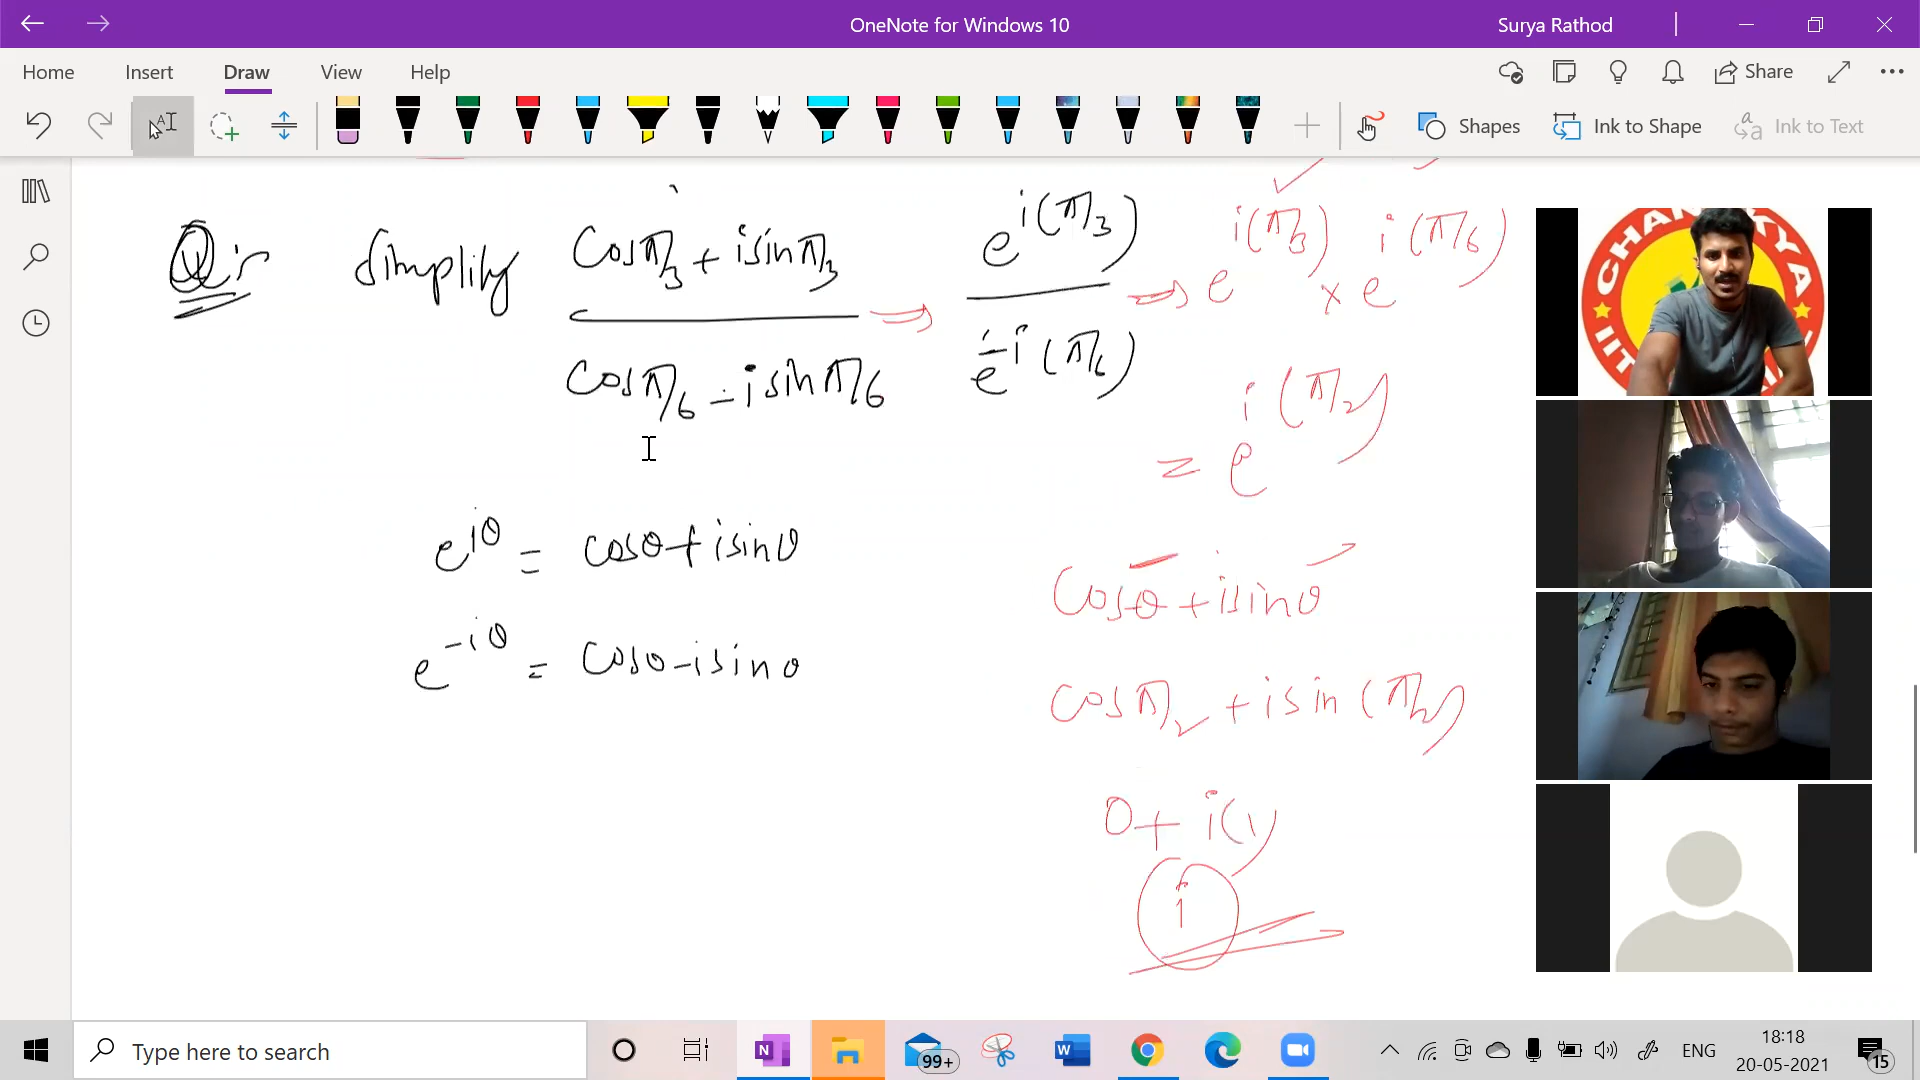 OneNote for Windows 10
Surya Rathod
Home Insert Draw View Help
Share
Shapes Ink to Shape Ink to Text
Q:- Simplify
cos π/3 + i sin π/3
cos π/6 - i sin π/6
⇒
e^i(π/3)
e^-i(π/6)
⇒ e^i(π/3) × e^i(π/6)
= e^i(π/2)
e^iθ = cosθ + i sinθ
e^-iθ = cosθ - i sinθ
cosθ + i sinθ
cos π/2 + i sin (π/2)
0 + i(1)
i
CHANAKYA
IIT
Type here to search
99+
ENG
18:18
20-05-2021
15